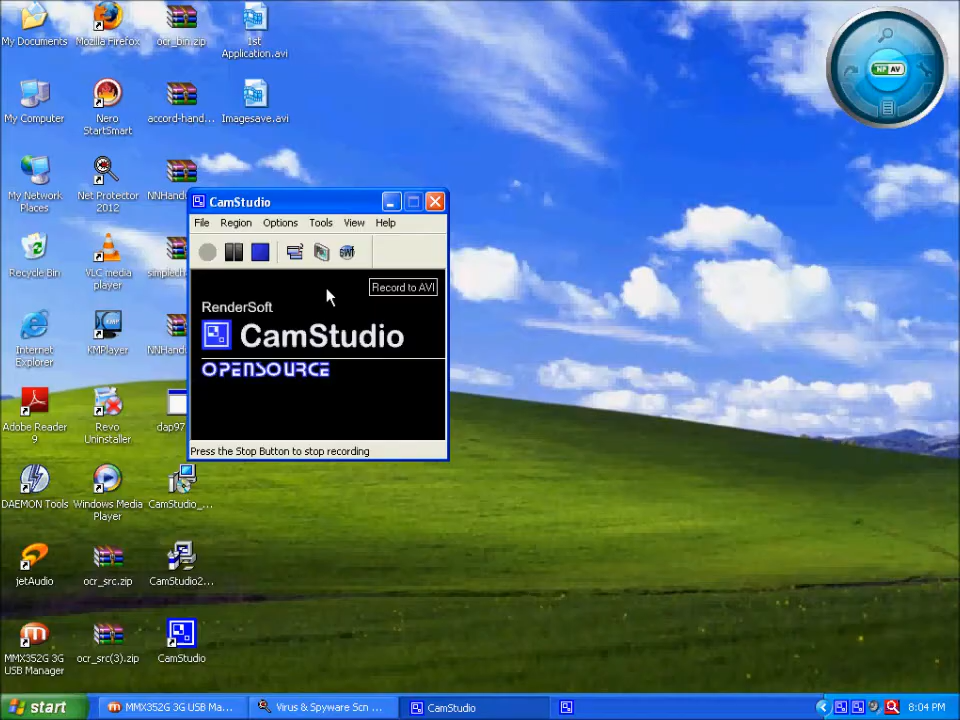 My Documents
Mozilla Firefox
ocr_bin.zip
1st
Application.avi
My Computer
Nero
StartSmart
accord-hand...
Imagesave.avi
My Network
Places
Net Protector
2012
Recycle Bin
VLC media
player
Internet
Explorer
KMPlayer
Adobe Reader
9
Revo
Uninstaller
dap97
DAEMON Tools
Windows Media
Player
CamStudio_...
jetAudio
ocr_src.zip
CamStudio2...
MMX352G 3G
USB Manager
ocr_src(3).zip
CamStudio
NP AV
CamStudio
File Region Options Tools View Help
SWF
Record to AVI
RenderSoft
CamStudio
OPENSOURCE
Press the Stop Button to stop recording
start
MMX352G 3G USB Ma...
Virus & Spyware Scn ...
CamStudio
8:04 PM